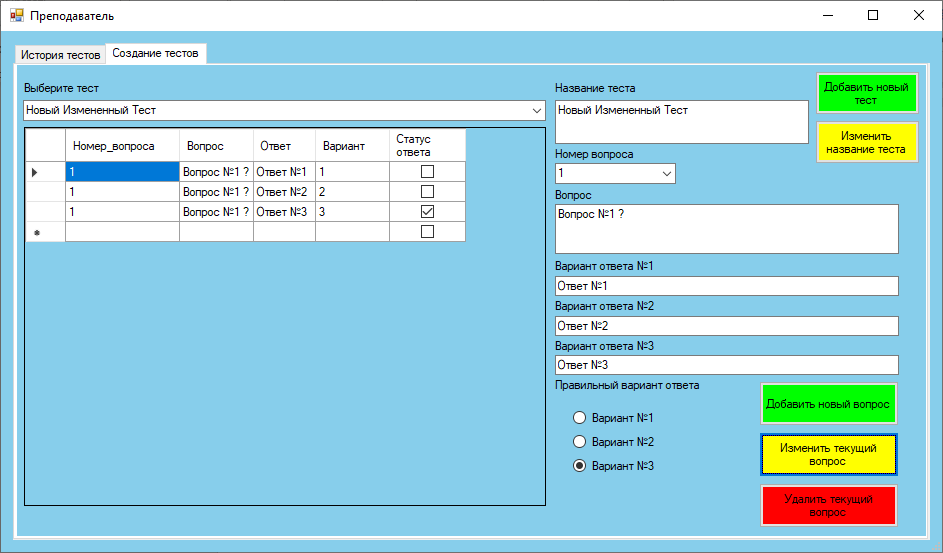 Преподаватель
История тестов
Создание тестов
Выберите тест
Новый Измененный Тест
Номер_вопроса Вопрос Ответ Вариант Статус
ответа
1 Вопрос №1 ? Ответ №1 1
1 Вопрос №1 ? Ответ №2 2
1 Вопрос №1 ? Ответ №3 3
Название теста
Новый Измененный Тест
Добавить новый
тест
Изменить
название теста
Номер вопроса
1
Вопрос
Вопрос №1 ?
Вариант ответа №1
Ответ №1
Вариант ответа №2
Ответ №2
Вариант ответа №3
Ответ №3
Правильный вариант ответа
Вариант №1
Вариант №2
Вариант №3
Добавить новый вопрос
Изменить текущий
вопрос
Удалить текущий
вопрос